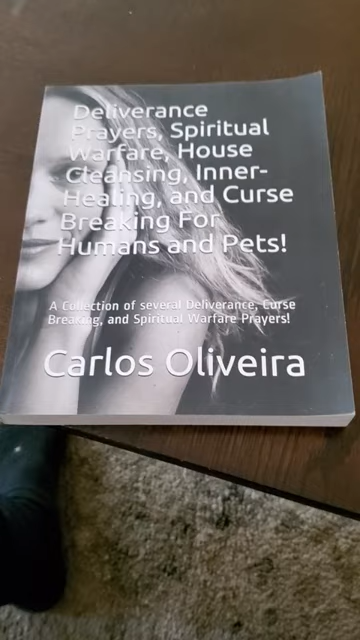 Deliverance
Prayers, Spiritual
Warfare, House
Cleansing, Inner-
Healing, and Curse
Breaking For
Humans and Pets!
A Collection of several Deliverance, Curse
Breaking, and Spiritual Warfare Prayers!
Carlos Oliveira